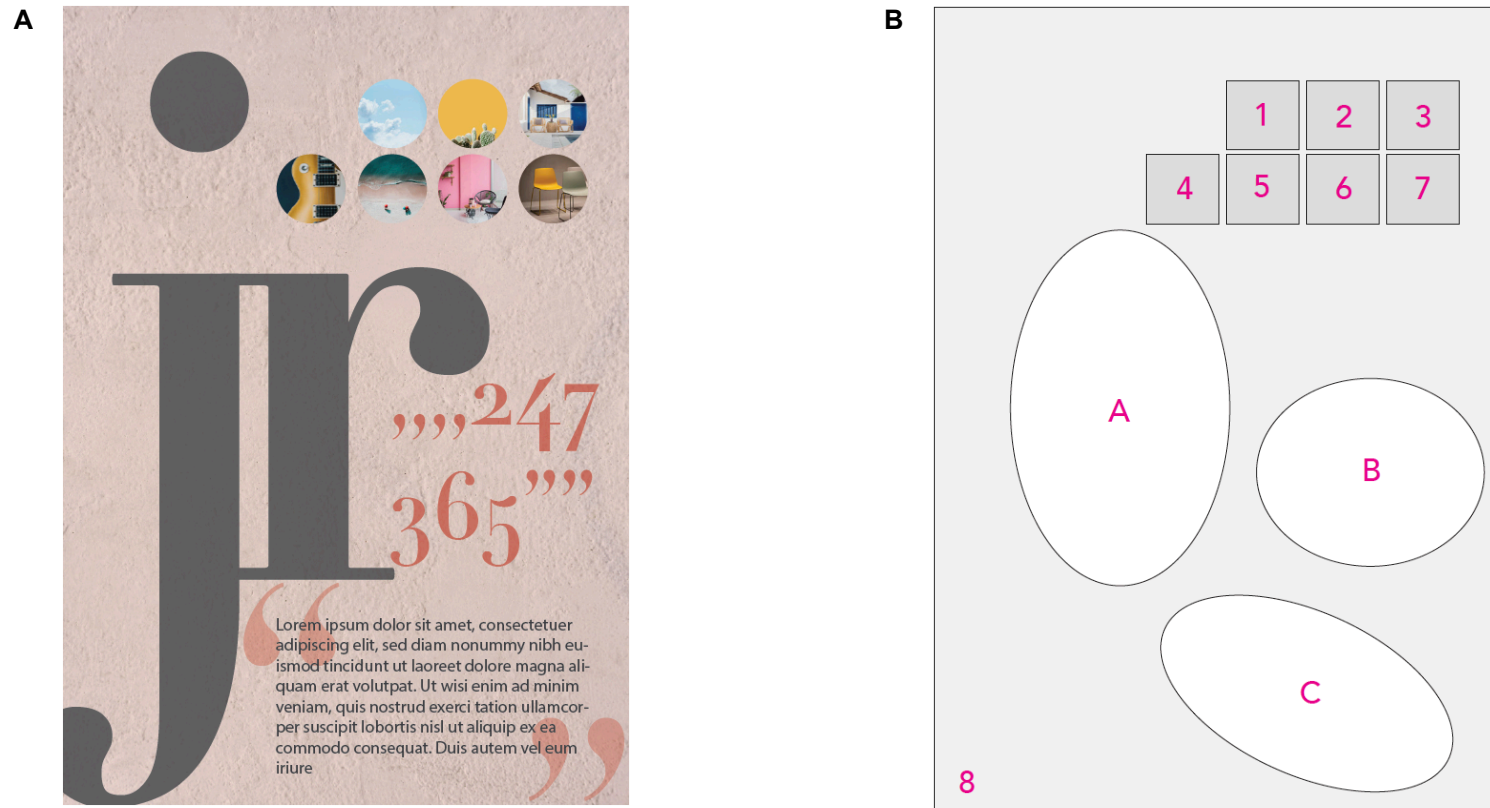 A
jr
,,,,247
365””
“
Lorem ipsum dolor sit amet, consectetuer
adipiscing elit, sed diam nonummy nibh eu-
ismod tincidunt ut laoreet dolore magna ali-
quam erat volutpat. Ut wisi enim ad minim
veniam, quis nostrud exerci tation ullamcor-
per suscipit lobortis nisl ut aliquip ex ea
commodo consequat. Duis autem vel eum
iriure
”
B
1 2 3
4 5 6 7
A
B
C
8